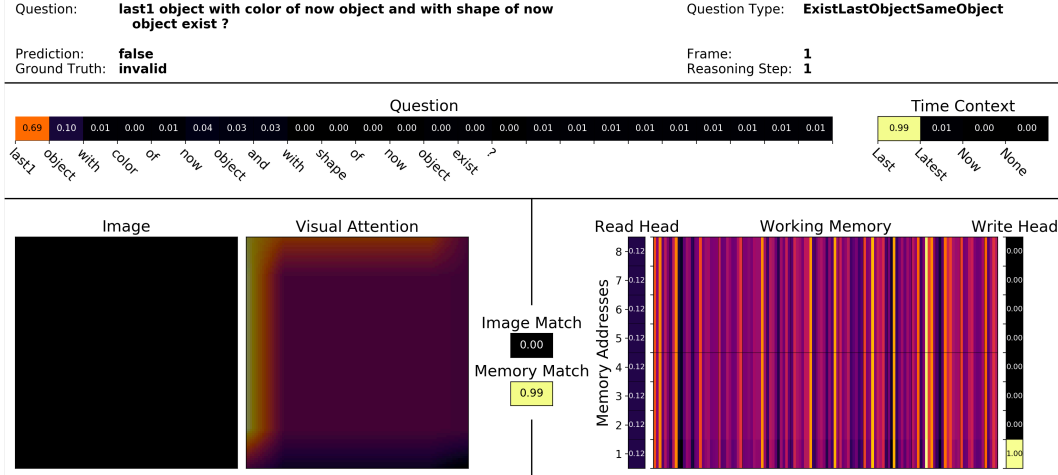 Question: last1 object with color of now object and with shape of now
object exist ?
Question Type: ExistLastObjectSameObject
Prediction: false
Ground Truth: invalid
Frame: 1
Reasoning Step: 1
Question
0.69 0.10 0.01 0.00 0.01 0.04 0.03 0.03 0.00 0.00 0.00 0.00 0.00 0.00 0.00 0.01 0.01 0.01 0.01 0.01 0.01 0.01 0.01 0.01
last1 object with color of now object and with shape of now object exist ?
Time Context
0.99 0.01 0.00 0.00
Last Latest Now None
Image
Visual Attention
Image Match
0.00
Memory Match
0.99
Read Head
Working Memory
Write Head
Memory Addresses
8 0.12 0.00
7 0.12 0.00
6 0.12 0.00
5 0.12 0.00
4 0.12 0.00
3 0.12 0.00
2 0.12 0.00
1 0.12 1.00